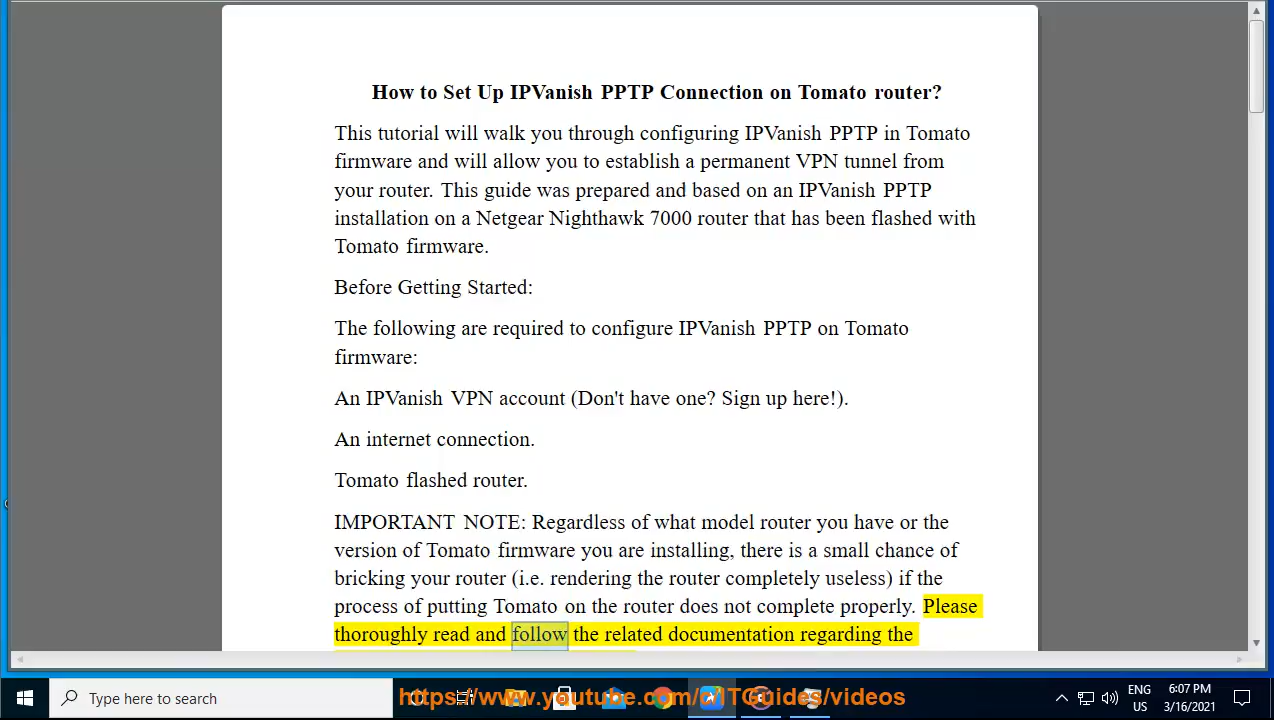 How to Set Up IPVanish PPTP Connection on Tomato router?
This tutorial will walk you through configuring IPVanish PPTP in Tomato
firmware and will allow you to establish a permanent VPN tunnel from
your router. This guide was prepared and based on an IPVanish PPTP
installation on a Netgear Nighthawk 7000 router that has been flashed with
Tomato firmware.
Before Getting Started:
The following are required to configure IPVanish PPTP on Tomato
firmware:
An IPVanish VPN account (Don't have one? Sign up here!).
An internet connection.
Tomato flashed router.
IMPORTANT NOTE: Regardless of what model router you have or the
version of Tomato firmware you are installing, there is a small chance of
bricking your router (i.e. rendering the router completely useless) if the
process of putting Tomato on the router does not complete properly. Please
thoroughly read and follow the related documentation regarding the
Type here to search
https://www.youtube.com/c/ITGuides/videos
ENG
US
6:07 PM
3/16/2021